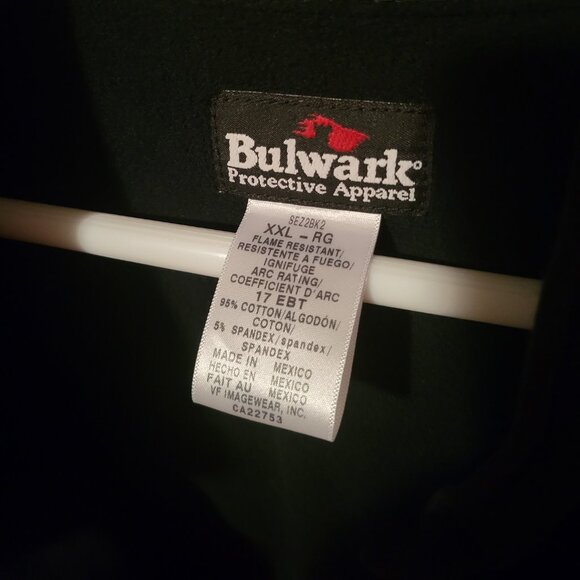 Bulwark®
Protective Apparel
SEZ2BK2
XXL - RG
FLAME RESISTANT/
RESISTENTE A FUEGO/
IGNIFUGE
ARC RATING/
COEFFICIENT D'ARC
17 EBT
95% COTTON/ALGODÓN/
COTON/
5% SPANDEX/spandex/
SPANDEX
MADE IN MEXICO
HECHO EN MEXICO
FAIT AU MEXICO
VF IMAGEWEAR, INC.
CA22753